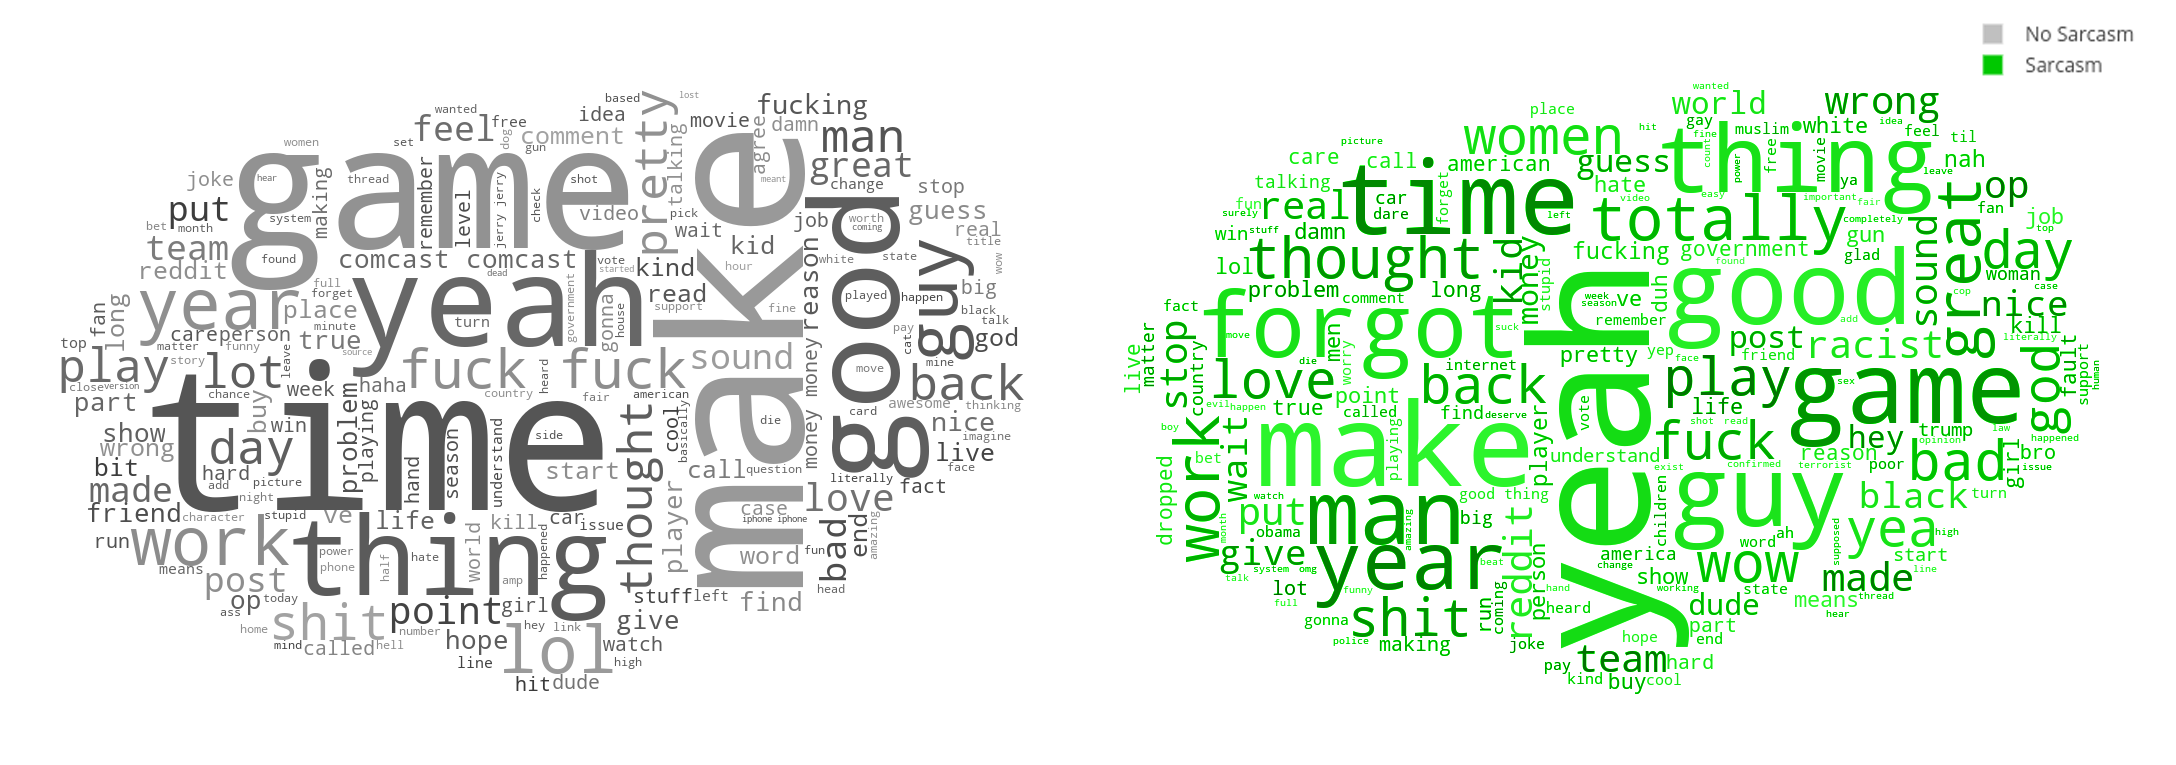 No Sarcasm
Sarcasm
lost
based
fucking
wanted
idea
movie
free
feel
comment
damn
man
set
dog
gun
women
game
pretty
talking
agree
great
joke
hear
thread
shot
meant
change
stop
put
making
remember
level
jerry jerry
check
video
pick
job
worth
coming
guess
system
bet
month
wait
real
team
kid
title
found
comcast comcast
vote
white
state
reddit
dead
started
kind
hour
wow
full
forget
read
big
year
place
yeah
government
gonna
house
support
fine
make
reason
played
happen
good
guy
black
talk
fan
long
minute
turn
careperson
true
pay
cat
god
top
matter
funny
leave
source
sound
money money
mine
play
story
lot
fuck fuck
move
face
close
version
chance
week
haha
country
heard
fair
american
back
part
buy
problem
awesome
thinking
card
time
win
show
day
side
die
nice
wrong
playing
hand
season
understand
thought
cool
basically
imagine
bit
hard
start
call
question
live
literally
add
picture
fact
made
night
love
friend
character
stupid
ve
life
kill
car
issue
player
case
iphone iphone
bad
end
amazing
run
work
thing
world
happened
word
fun
means
power
phone
half
hate
post
amp
head
op
today
point
girl
stuff
left
find
ass
shit
home
number
hope
hey
link
give
mind
called
hell
lol
watch
line
high
hit
dude
wanted
world
wrong
place
gay
idea
women
hit
fine
muslim
white
feel
til
picture
thing
count
power
free
movie
care
call
american
guess
nah
leave
talking
time
hate
easy
ya
op
forget
video
important
fair
great
fan
fun
real
car
dare
left
totally
completely
job
surely
top
win
stuff
damn
kid
money
fucking
government
gun
sound
day
lol
thought
stupid
found
glad
woman
problem
comment
long
week
season
ve
duh
good
cop
case
fact
remember
add
nice
forgot
move
suck
men
post
kill
matter
stop
country
worry
die
pretty
yep
face
friend
racist
literally
live
internet
god
fault
support
human
love
back
play
sex
game
evil
happen
true
point
called
find
deserve
player
vote
life
shot
read
boy
work
wait
make
playing
fuck
hey
trump
law
opinion
happened
bet
understand
exist
confirmed
reason
terrorist
poor
bad
girl
bro
issue
dropped
put
watch
man
good thing
big
yeah
children
guy
black
turn
month
obama
amazing
reddit
america
word
ah
supposed
yea
high
give
year
person
change
wow
start
talk
system
omg
beat
show
working
state
made
line
lot
funny
hand
dude
means
thread
full
gonna
shit
run
coming
heard
part
hear
police
making
joke
hope
end
pay
team
hard
kind
buy
cool